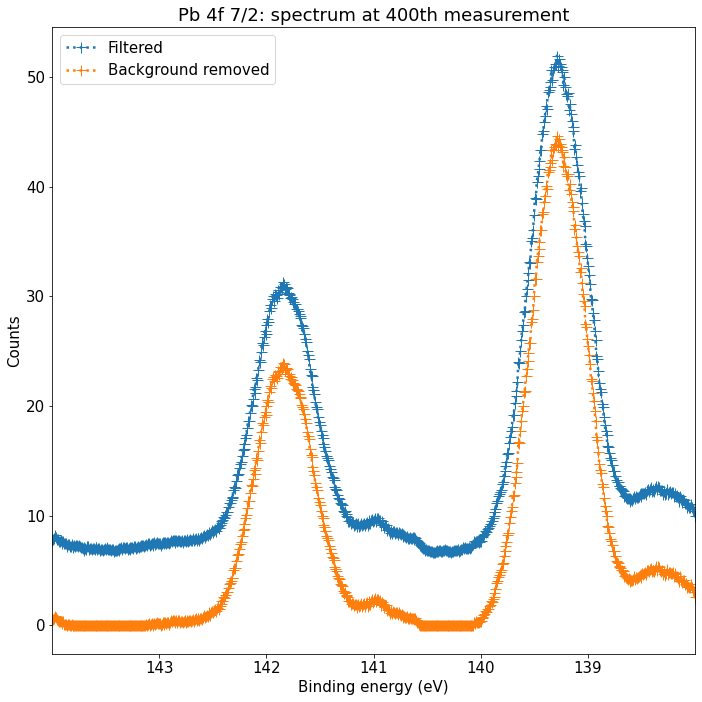 Pb 4f 7/2: spectrum at 400th measurement
Filtered
Background removed
50
40
30
20
10
0
Counts
143 142 141 140 139
Binding energy (eV)